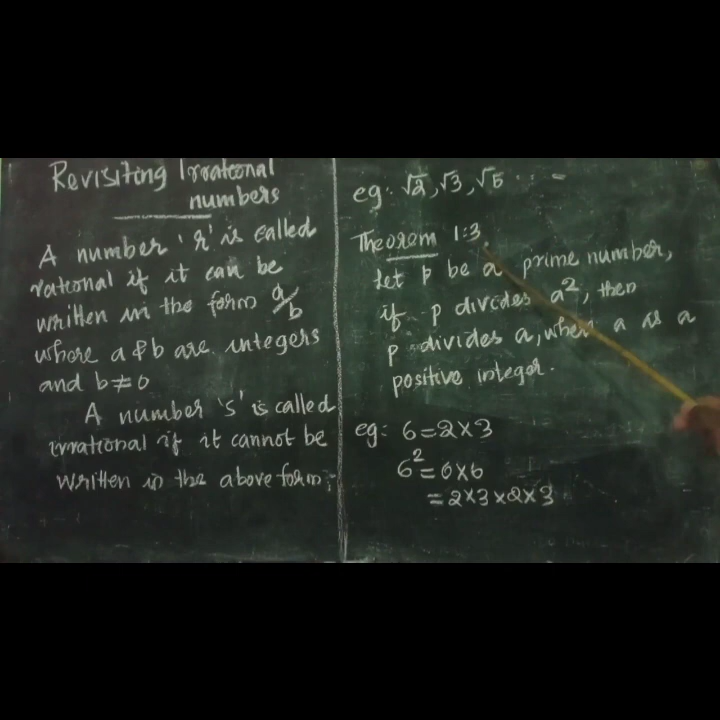 Revisiting Irrational
numbers
A number 'r' is called
rational if it can be
written in the form a/b
where a & b are integers
and b≠0
A number 's' is called
irrational if it cannot be
written in the above form.
eg: √2, √3, √5 ... =
Theorem 1:3.
Let p be a prime number,
if p divides a², then
p divides a, when a is a
positive integer.
eg: 6=2×3
6²=6×6
=2×3×2×3